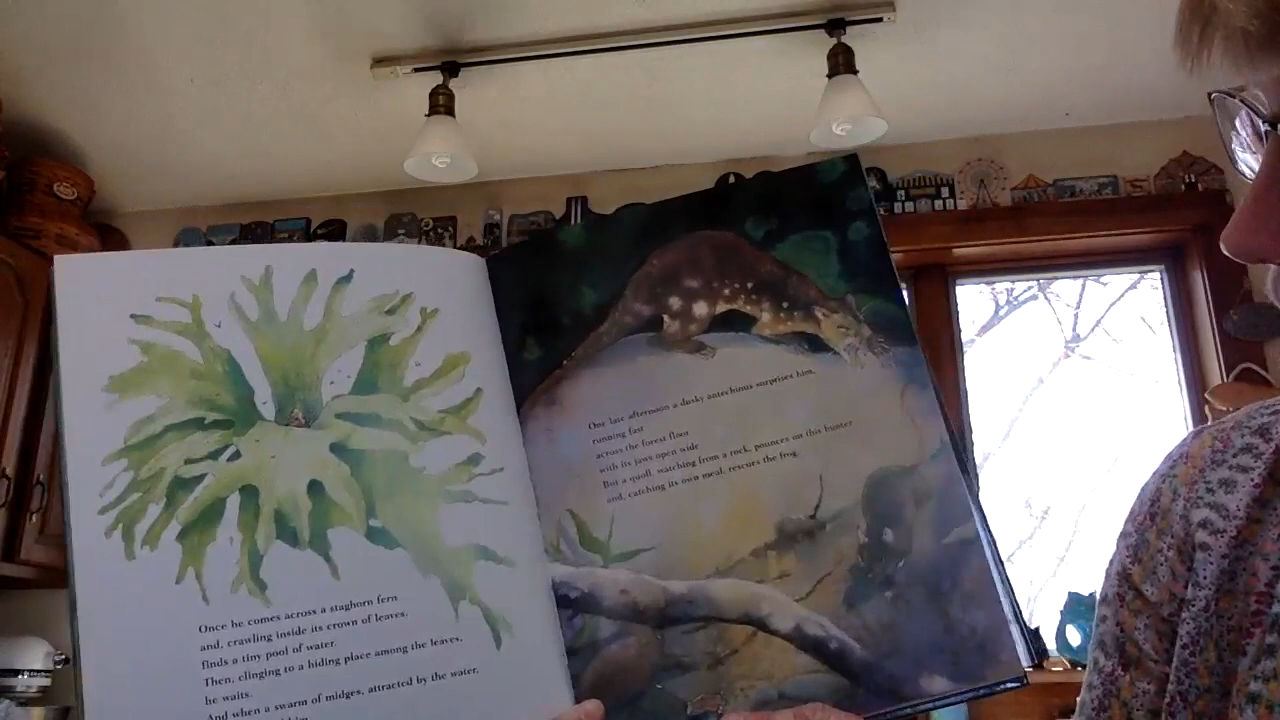 Once he comes across a staghorn fern
and, crawling inside its crown of leaves,
finds a tiny pool of water.
Then, clinging to a hiding place among the leaves,
he waits.
And when a swarm of midges, attracted by the water,
One late afternoon a dusky antechinus surprises him,
running fast
across the forest floor
with its jaws open wide
But a quoll, watching from a rock, pounces on this hunter
and, catching its own meal, rescues the frog.